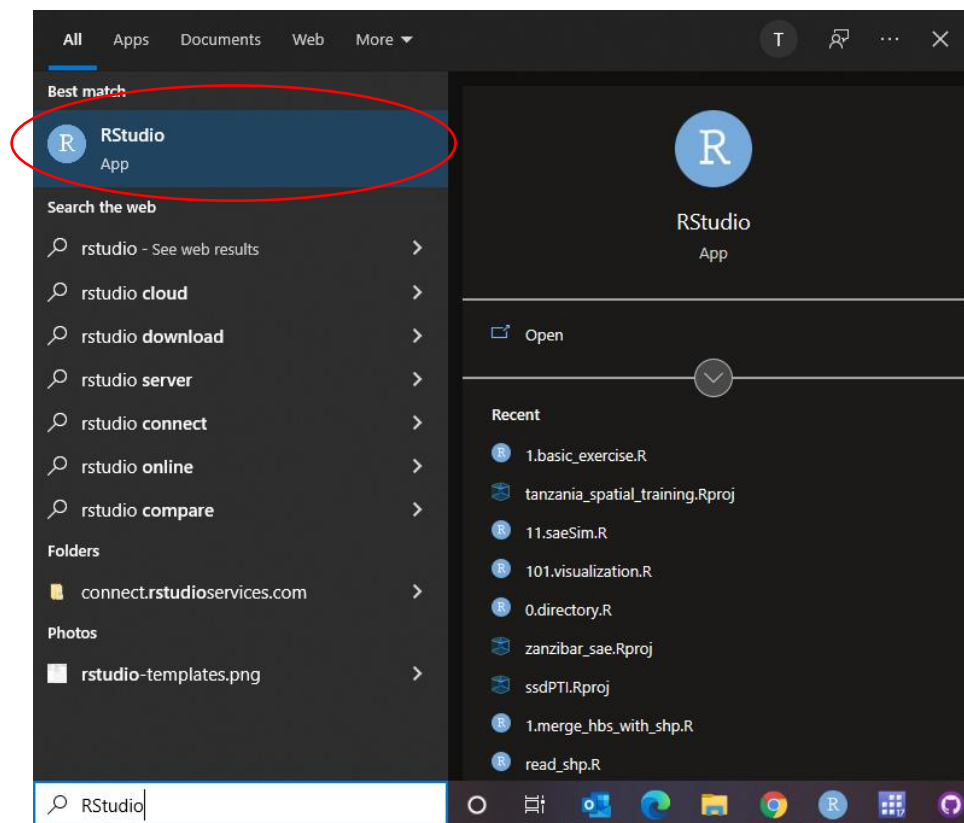 All Apps Documents Web More T
Best match
R RStudio
App
Search the web
rstudio - See web results
rstudio cloud
rstudio download
rstudio server
rstudio connect
rstudio online
rstudio compare
Folders
connect.rstudioservices.com
Photos
rstudio-templates.png
RStudio
R
RStudio
App
Open
Recent
R 1.basic_exercise.R
tanzania_spatial_training.Rproj
R 11.saeSim.R
R 101.visualization.R
R 0.directory.R
zanzibar_sae.Rproj
ssdPTI.Rproj
R 1.merge_hbs_with_shp.R
R read_shp.R
R 17